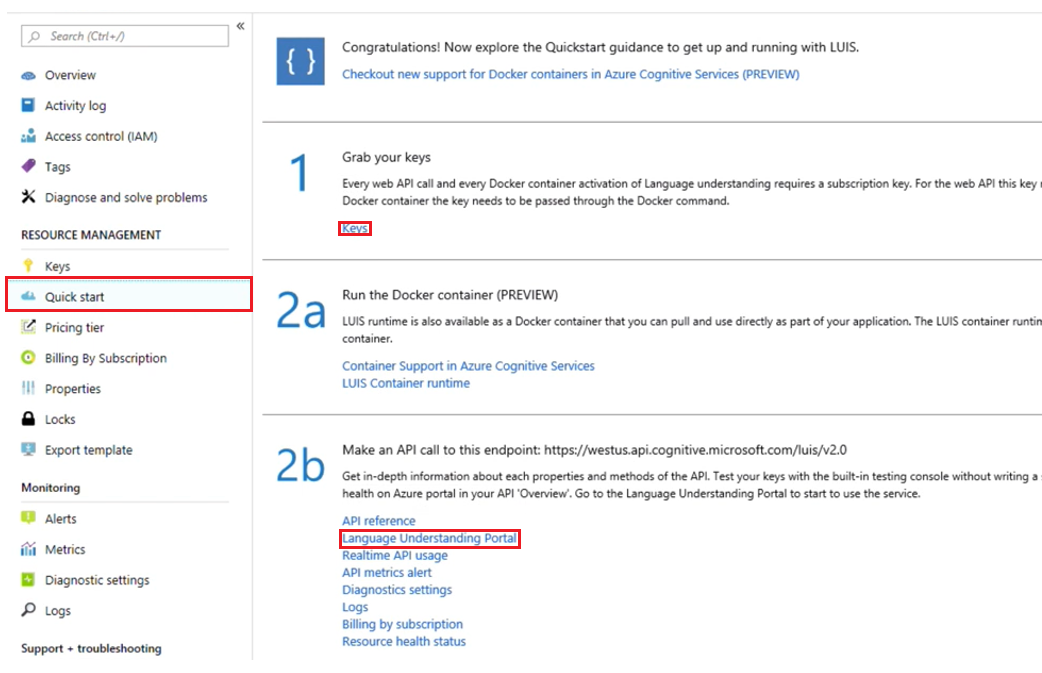 Search (Ctrl+/)
«
Overview
Activity log
Access control (IAM)
Tags
Diagnose and solve problems
RESOURCE MANAGEMENT
Keys
Quick start
Pricing tier
Billing By Subscription
Properties
Locks
Export template
Monitoring
Alerts
Metrics
Diagnostic settings
Logs
Support + troubleshooting
{ }
Congratulations! Now explore the Quickstart guidance to get up and running with LUIS.
Checkout new support for Docker containers in Azure Cognitive Services (PREVIEW)
1
Grab your keys
Every web API call and every Docker container activation of Language understanding requires a subscription key. For the web API this key
Docker container the key needs to be passed through the Docker command.
Keys
2a
Run the Docker container (PREVIEW)
LUIS runtime is also available as a Docker container that you can pull and use directly as part of your application. The LUIS container
container.
Container Support in Azure Cognitive Services
LUIS Container runtime
2b
Make an API call to this endpoint: https://westus.api.cognitive.microsoft.com/luis/v2.0
Get in-depth information about each properties and methods of the API. Test your keys with the built-in testing console without writing a
health on Azure portal in your API 'Overview'. Go to the Language Understanding Portal to start to use the service.
API reference
Language Understanding Portal
Realtime API usage
API metrics alert
Diagnostics settings
Logs
Billing by subscription
Resource health status